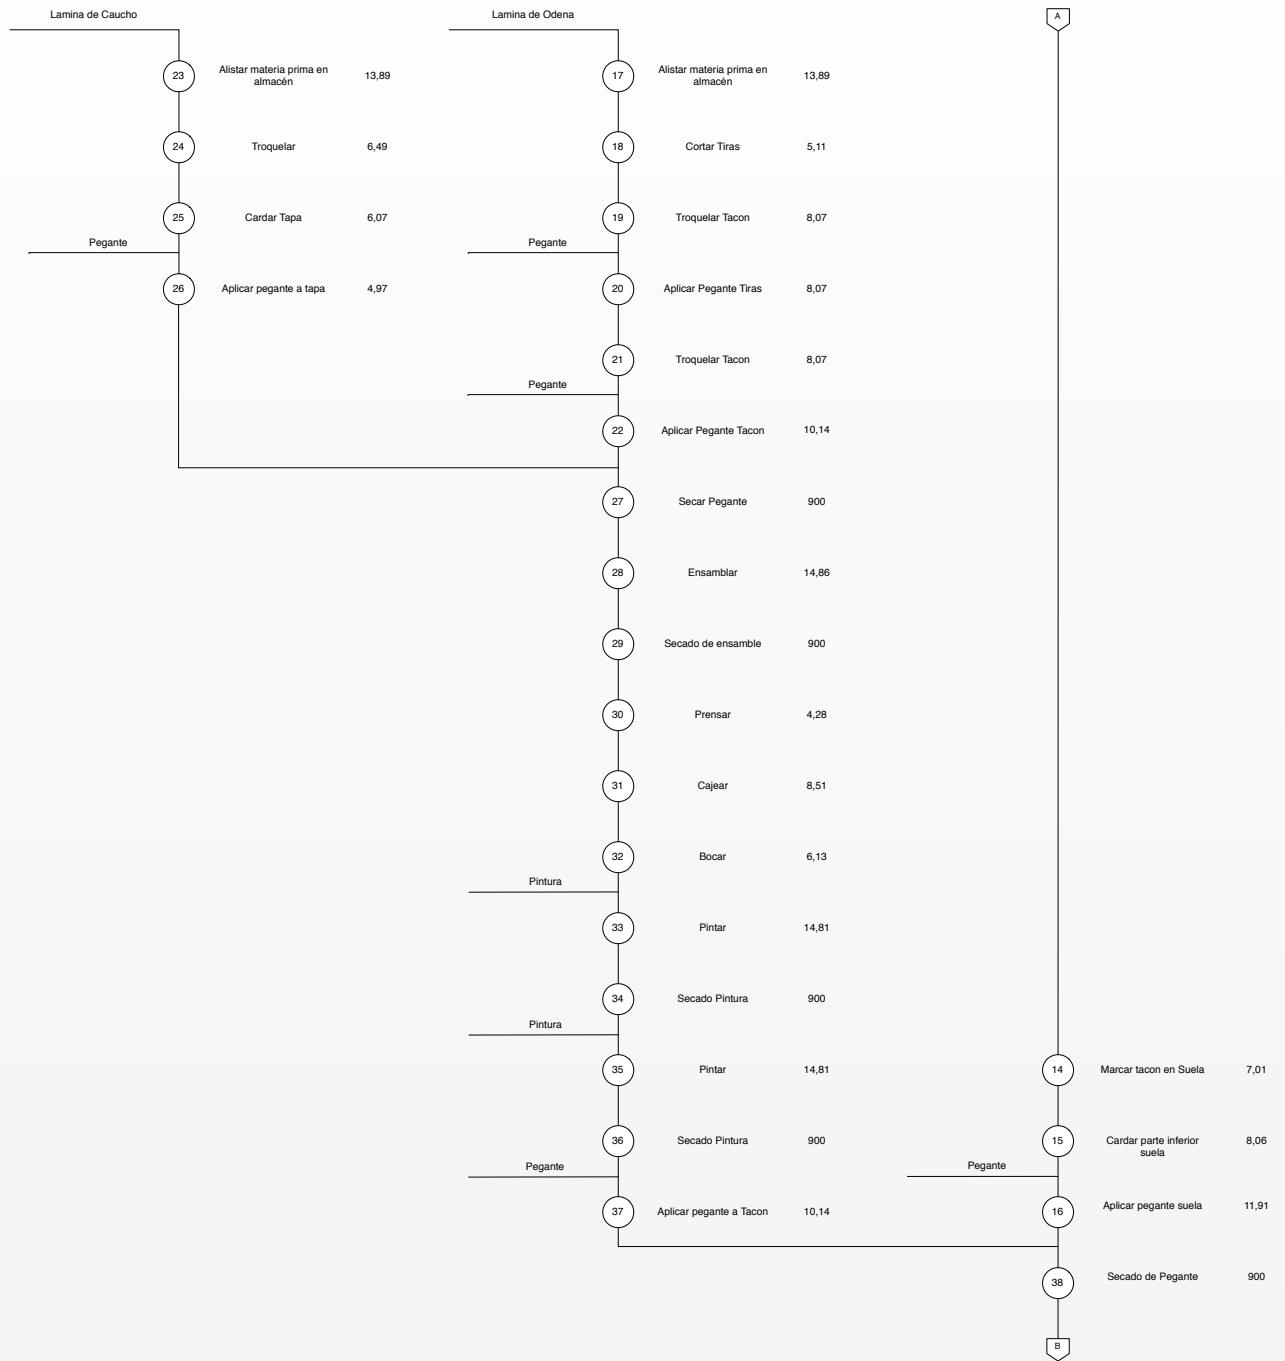 Lamina de Caucho
Lamina de Odena
A
23
Alistar materia prima en
almacén
13,89
17
Alistar materia prima en
almacén
13,89
24
Troquelar
6,49
18
Cortar Tiras
5,11
25
Cardar Tapa
6,07
19
Troquelar Tacon
8,07
Pegante
Pegante
26
Aplicar pegante a tapa
4,97
20
Aplicar Pegante Tiras
8,07
21
Troquelar Tacon
8,07
Pegante
22
Aplicar Pegante Tacon
10,14
27
Secar Pegante
900
28
Ensamblar
14,86
29
Secado de ensamble
900
30
Prensar
4,28
31
Cajear
8,51
32
Bocar
6,13
Pintura
33
Pintar
14,81
34
Secado Pintura
900
Pintura
35
Pintar
14,81
14
Marcar tacon en Suela
7,01
36
Secado Pintura
900
15
Cardar parte inferior
suela
8,06
Pegante
Pegante
37
Aplicar pegante a Tacon
10,14
16
Aplicar pegante suela
11,91
38
Secado de Pegante
900
B